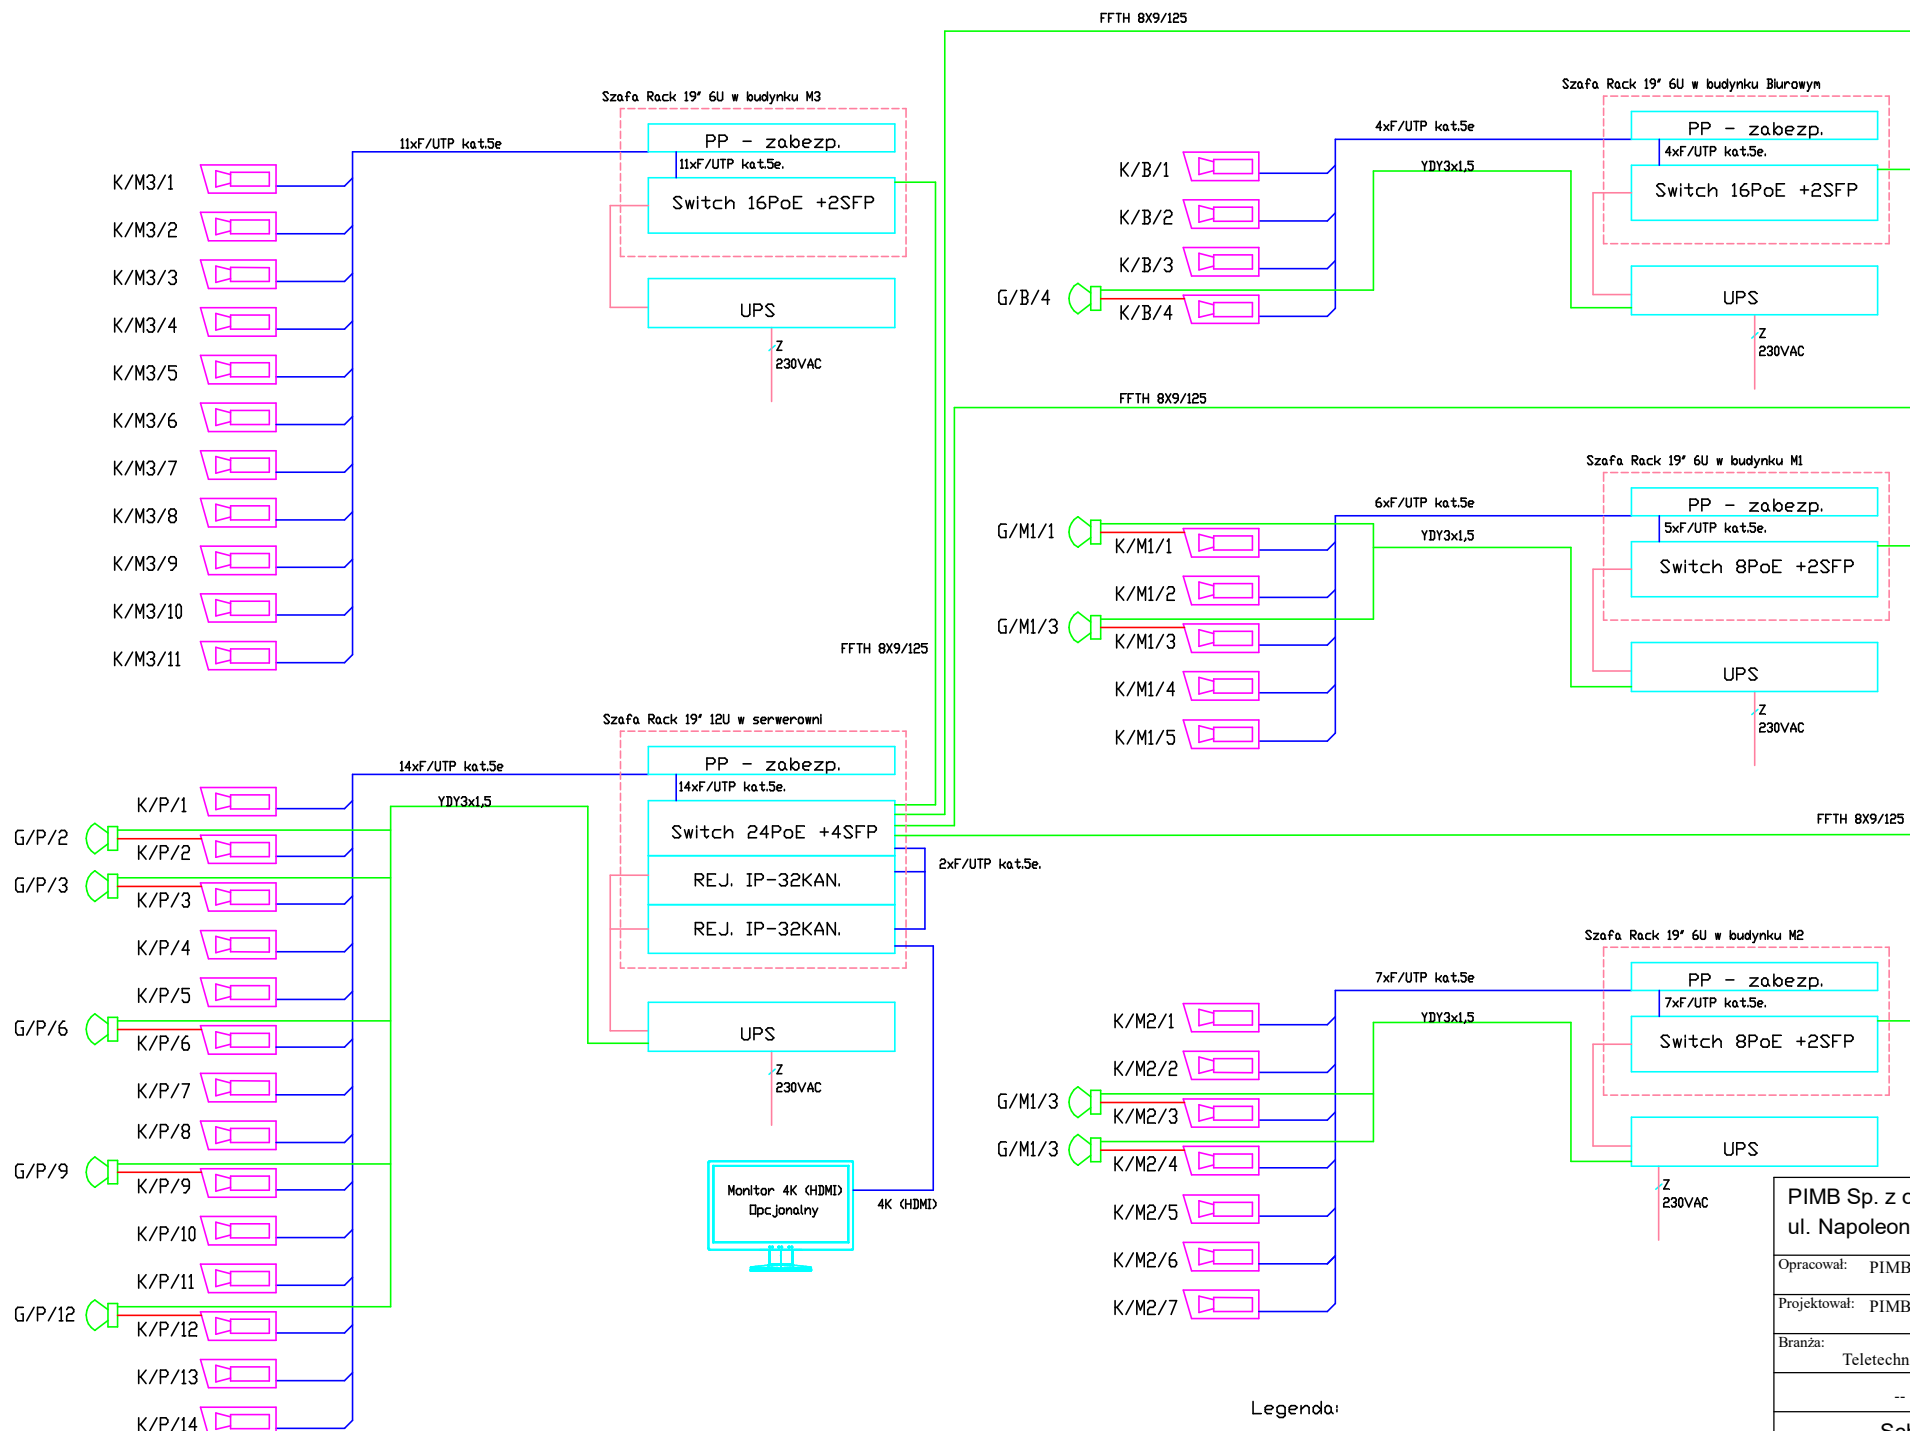 FFTH 8X9/125
Szafa Rack 19" 6U w budynku M3
PP - zabezp.
11xF/UTP kat.5e
11xF/UTP kat.5e.
Switch 16PoE +2SFP
UPS
Z
230VAC
K/M3/1
K/M3/2
K/M3/3
K/M3/4
K/M3/5
K/M3/6
K/M3/7
K/M3/8
K/M3/9
K/M3/10
K/M3/11
FFTH 8X9/125
Szafa Rack 19" 6U w budynku Biurowym
PP - zabezp.
4xF/UTP kat.5e
4xF/UTP kat.5e.
YDY3x1,5
Switch 16PoE +2SFP
UPS
Z
230VAC
K/B/1
K/B/2
K/B/3
G/B/4
K/B/4
FFTH 8X9/125
Szafa Rack 19" 6U w budynku M1
PP - zabezp.
6xF/UTP kat.5e
5xF/UTP kat.5e.
YDY3x1,5
Switch 8PoE +2SFP
UPS
Z
230VAC
G/M1/1
K/M1/1
K/M1/2
G/M1/3
K/M1/3
K/M1/4
K/M1/5
Szafa Rack 19" 12U w serwerowni
PP - zabezp.
14xF/UTP kat.5e
14xF/UTP kat.5e.
YDY3x1,5
Switch 24PoE +4SFP
REJ. IP-32KAN.
REJ. IP-32KAN.
2xF/UTP kat.5e.
UPS
Z
230VAC
Monitor 4K (HDMI)
Opcjonalny
4K (HDMI)
K/P/1
G/P/2
K/P/2
G/P/3
K/P/3
K/P/4
K/P/5
G/P/6
K/P/6
K/P/7
K/P/8
G/P/9
K/P/9
K/P/10
K/P/11
G/P/12
K/P/12
K/P/13
K/P/14
FFTH 8X9/125
Szafa Rack 19" 6U w budynku M2
PP - zabezp.
7xF/UTP kat.5e
7xF/UTP kat.5e.
YDY3x1,5
Switch 8PoE +2SFP
UPS
Z
230VAC
K/M2/1
K/M2/2
G/M1/3
K/M2/3
G/M1/3
K/M2/4
K/M2/5
K/M2/6
K/M2/7
Legenda:
PIMB Sp. z o
ul. Napoleon
Opracował: PIMB
Projektował: PIMB
Branża:
Teletechn
--